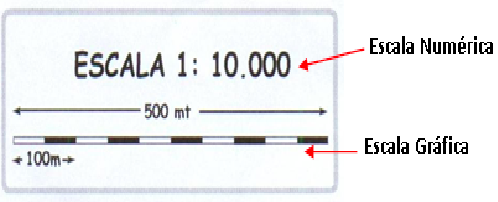 ESCALA 1: 10.000
Escala Numérica
500 mt
100m
Escala Gráfica